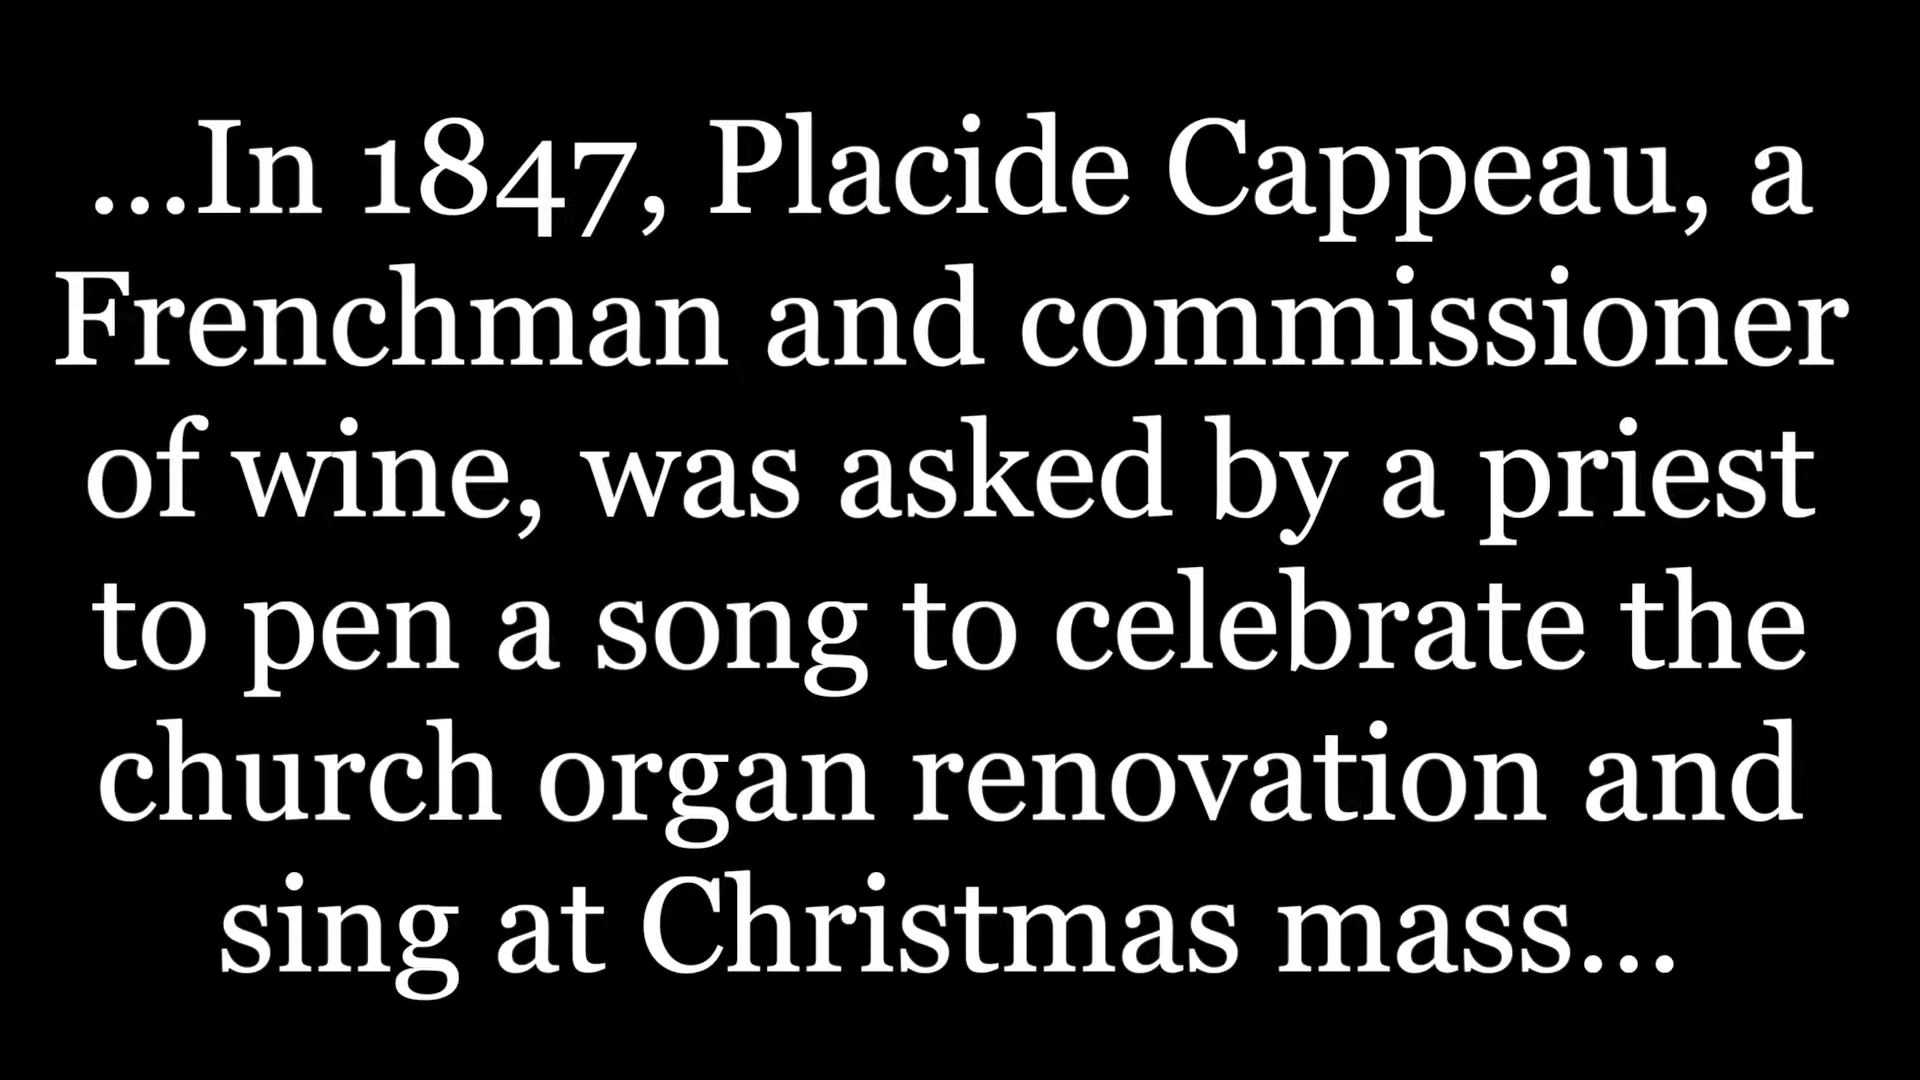 ...In 1847, Placide Cappeau, a
Frenchman and commissioner
of wine, was asked by a priest
to pen a song to celebrate the
church organ renovation and
sing at Christmas mass...